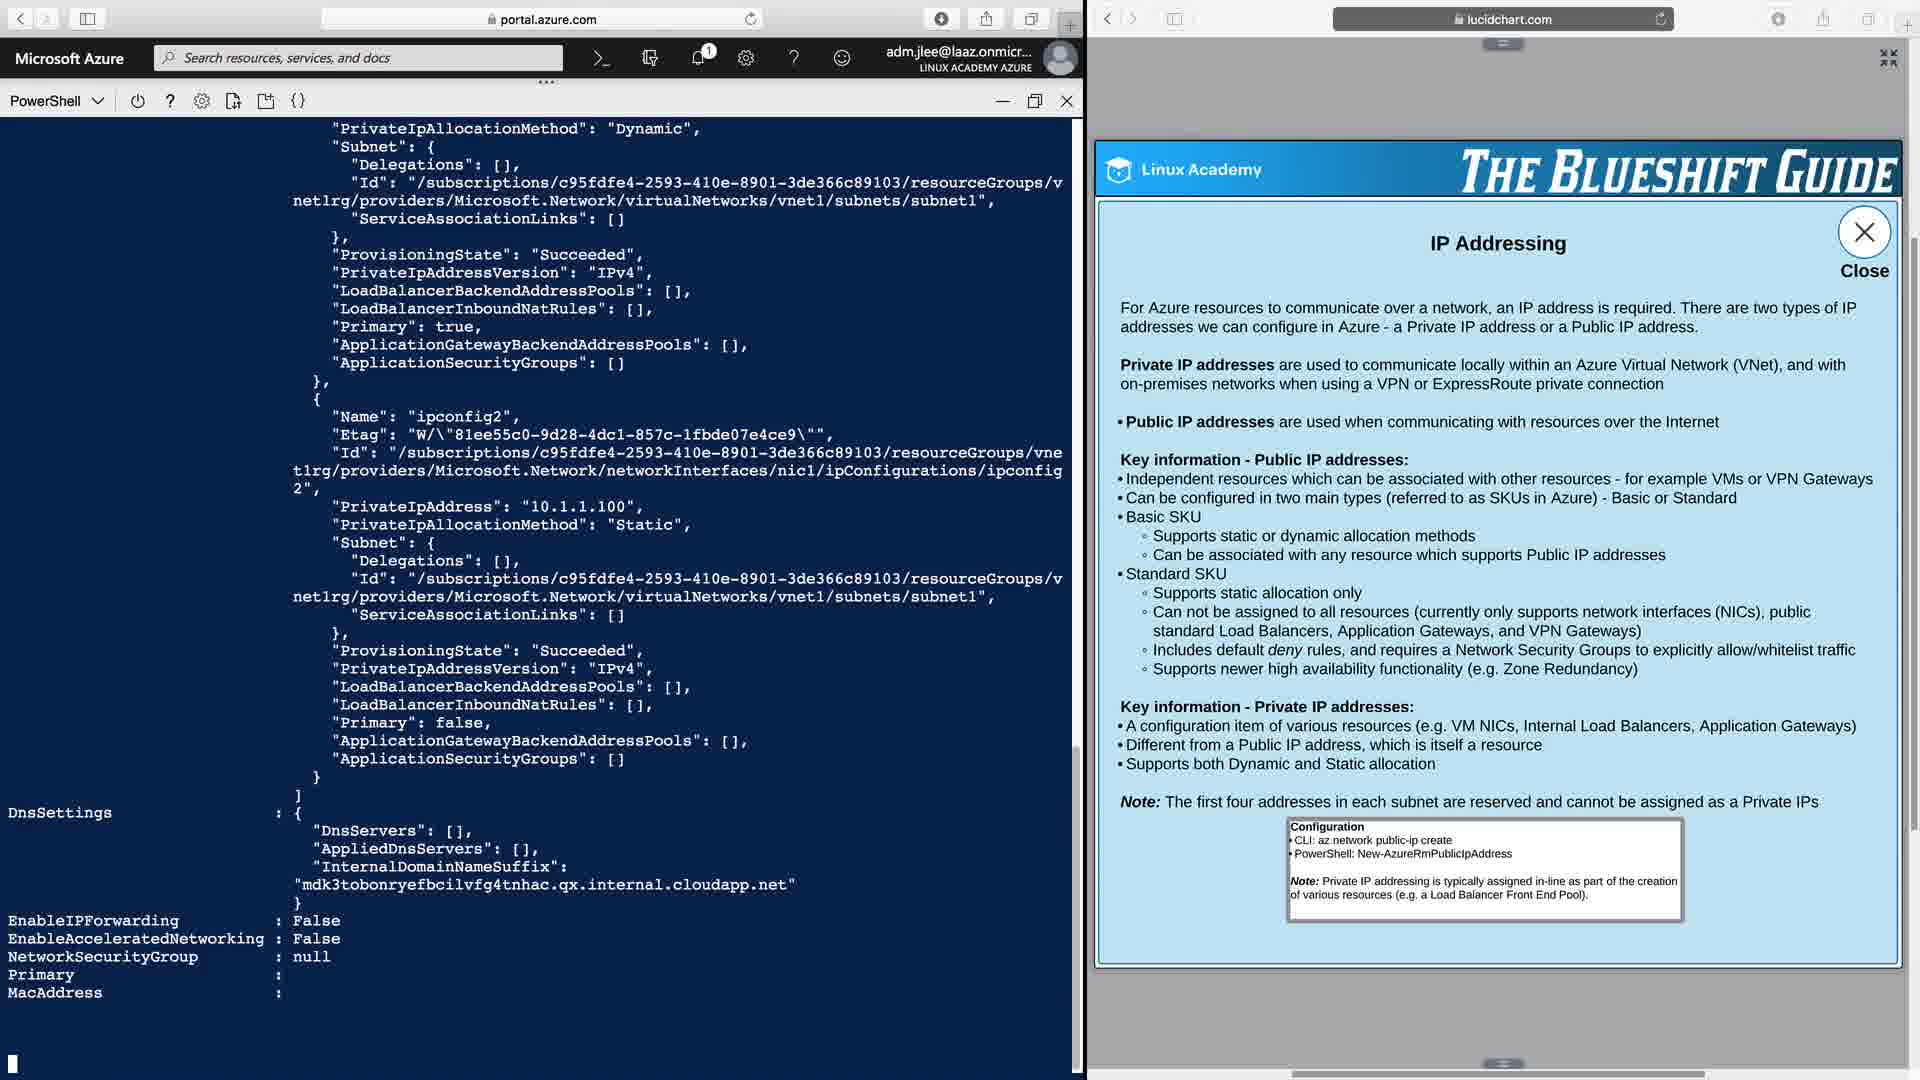 portal.azure.com
Microsoft Azure
Search resources, services, and docs
1
adm.jlee@laaz.onmicr...
LINUX ACADEMY AZURE
PowerShell
"PrivateIpAllocationMethod": "Dynamic",
"Subnet": {
"Delegations": [],
"Id": "/subscriptions/c95fdfe4-2593-410e-8901-3de366c89103/resourceGroups/v
net1rg/providers/Microsoft.Network/virtualNetworks/vnet1/subnets/subnet1",
"ServiceAssociationLinks": []
},
"ProvisioningState": "Succeeded",
"PrivateIpAddressVersion": "IPv4",
"LoadBalancerBackendAddressPools": [],
"LoadBalancerInboundNatRules": [],
"Primary": true,
"ApplicationGatewayBackendAddressPools": [],
"ApplicationSecurityGroups": []
},
{
"Name": "ipconfig2",
"Etag": "W/\"81ee55c0-9d28-4dc1-857c-1fbde07e4ce9\"",
"Id": "/subscriptions/c95fdfe4-2593-410e-8901-3de366c89103/resourceGroups/vne
t1rg/providers/Microsoft.Network/networkInterfaces/nic1/ipConfigurations/ipconfig
2",
"PrivateIpAddress": "10.1.1.100",
"PrivateIpAllocationMethod": "Static",
"Subnet": {
"Delegations": [],
"Id": "/subscriptions/c95fdfe4-2593-410e-8901-3de366c89103/resourceGroups/v
net1rg/providers/Microsoft.Network/virtualNetworks/vnet1/subnets/subnet1",
"ServiceAssociationLinks": []
},
"ProvisioningState": "Succeeded",
"PrivateIpAddressVersion": "IPv4",
"LoadBalancerBackendAddressPools": [],
"LoadBalancerInboundNatRules": [],
"Primary": false,
"ApplicationGatewayBackendAddressPools": [],
"ApplicationSecurityGroups": []
}
]
DnsSettings : {
"DnsServers": [],
"AppliedDnsServers": [],
"InternalDomainNameSuffix":
"mdk3tobonryefbcilvfg4tnhac.qx.internal.cloudapp.net"
}
EnableIPForwarding : False
EnableAcceleratedNetworking : False
NetworkSecurityGroup : null
Primary :
MacAddress :
lucidchart.com
Linux Academy
THE BLUESHIFT GUIDE
IP Addressing
Close
For Azure resources to communicate over a network, an IP address is required. There are two types of IP
addresses we can configure in Azure - a Private IP address or a Public IP address.
Private IP addresses are used to communicate locally within an Azure Virtual Network (VNet), and with
on-premises networks when using a VPN or ExpressRoute private connection
• Public IP addresses are used when communicating with resources over the Internet
Key information - Public IP addresses:
• Independent resources which can be associated with other resources - for example VMs or VPN Gateways
• Can be configured in two main types (referred to as SKUs in Azure) - Basic or Standard
• Basic SKU
◦ Supports static or dynamic allocation methods
◦ Can be associated with any resource which supports Public IP addresses
• Standard SKU
◦ Supports static allocation only
◦ Can not be assigned to all resources (currently only supports network interfaces (NICs), public
standard Load Balancers, Application Gateways, and VPN Gateways)
◦ Includes default deny rules, and requires a Network Security Groups to explicitly allow/whitelist traffic
◦ Supports newer high availability functionality (e.g. Zone Redundancy)
Key information - Private IP addresses:
• A configuration item of various resources (e.g. VM NICs, Internal Load Balancers, Application Gateways)
• Different from a Public IP address, which is itself a resource
• Supports both Dynamic and Static allocation
Note: The first four addresses in each subnet are reserved and cannot be assigned as a Private IPs
Configuration
• CLI: az network public-ip create
• PowerShell: New-AzureRmPublicIpAddress
Note: Private IP addressing is typically assigned in-line as part of the creation
of various resources (e.g. a Load Balancer Front End Pool).